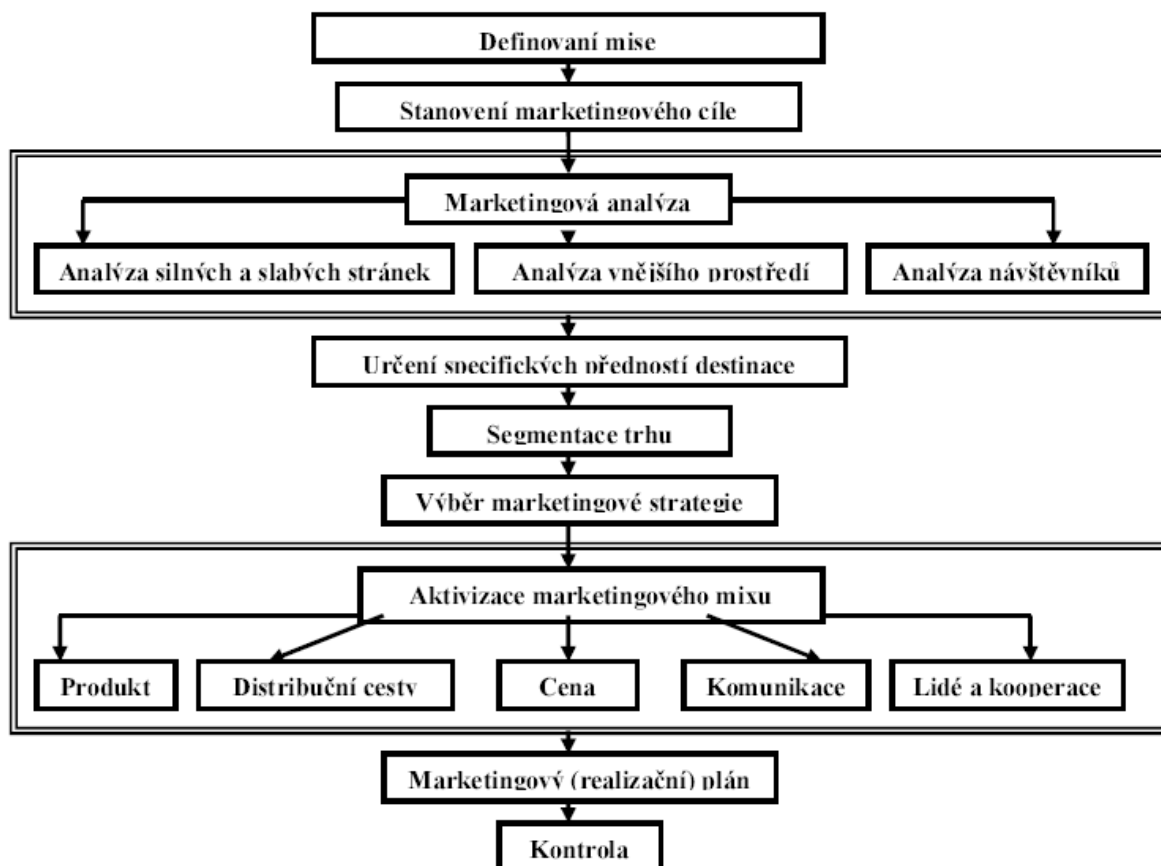 Definovaní mise
Stanovení marketingového cíle
Marketingová analýza
Analýza silných a slabých stránek
Analýza vnějšího prostředí
Analýza návštěvníků
Určení specifických předností destinace
Segmentace trhu
Výběr marketingové strategie
Aktivizace marketingového mixu
Produkt
Distribuční cesty
Cena
Komunikace
Lidé a kooperace
Marketingový (realizační) plán
Kontrola